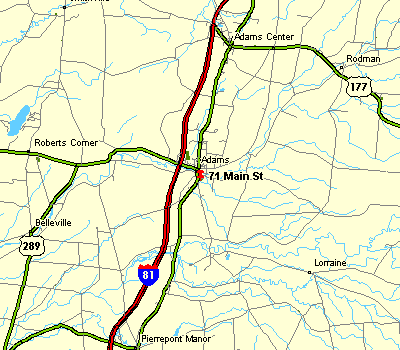 Adams Center
Rodman
177
Roberts Corner
Adams
71 Main St
Belleville
289
Lorraine
81
Pierrepont Manor